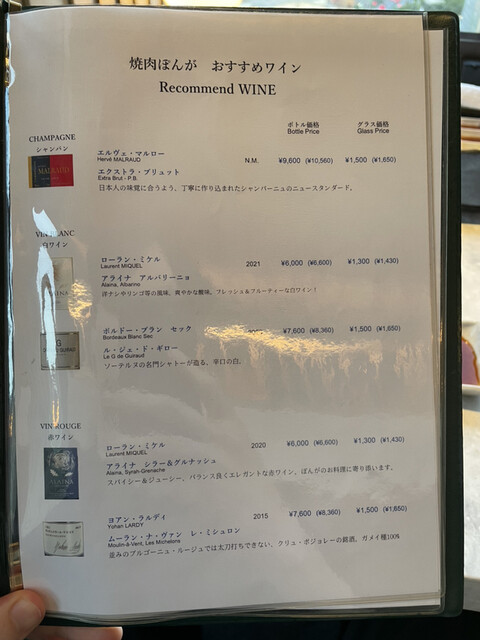 焼肉ぽんが　おすすめワイン
Recommend WINE
ボトル価格 グラス価格
Bottle Price Glass Price
CHAMPAGNE
シャンパン
MALRAUD
エルヴェ・マルロー
Hervé MALRAUD N.M. ¥9,600 (¥10,560) ¥1,500 (¥1,650)
エクストラ・ブリュット
Extra Brut - P.B.
日本人の味覚に合うよう、丁寧に作り込まれたシャンパーニュのニュースタンダード。
VIN BLANC
白ワイン
ローラン・ミケル
Laurent MIQUEL 2021 ¥6,000 (¥6,600) ¥1,300 (¥1,430)
アライナ　アルバリーニョ
Alaina, Albarino
洋ナシやリンゴ等の風味、爽やかな酸味。フレッシュ＆フルーティーな白ワイン！
G
ボルドー・ブラン　セック
Bordeaux Blanc Sec ¥7,600 (¥8,360) ¥1,500 (¥1,650)
ル・ジェ・ド・ギロー
Le G de Guiraud
ソーテルヌの名門シャトーが造る、辛口の白。
VIN ROUGE
赤ワイン
ALAINA
ローラン・ミケル
Laurent MIQUEL 2020 ¥6,000 (¥6,600) ¥1,300 (¥1,430)
アライナ　シラー＆グルナッシュ
Alaina, Syrah-Grenache
スパイシー＆ジューシー、バランス良くエレガントな赤ワイン。ぽんがのお料理に寄り添います。
ヨアン・ラルディ
Yohan LARDY 2015 ¥7,600 (¥8,360) ¥1,500 (¥1,650)
ムーラン・ナ・ヴァン　レ・ミシュロン
Moulin-à-Vent, Les Michelons
並みのブルゴーニュ・ルージュでは太刀打ちできない、クリュ・ボジョレーの銘酒。ガメイ種100%